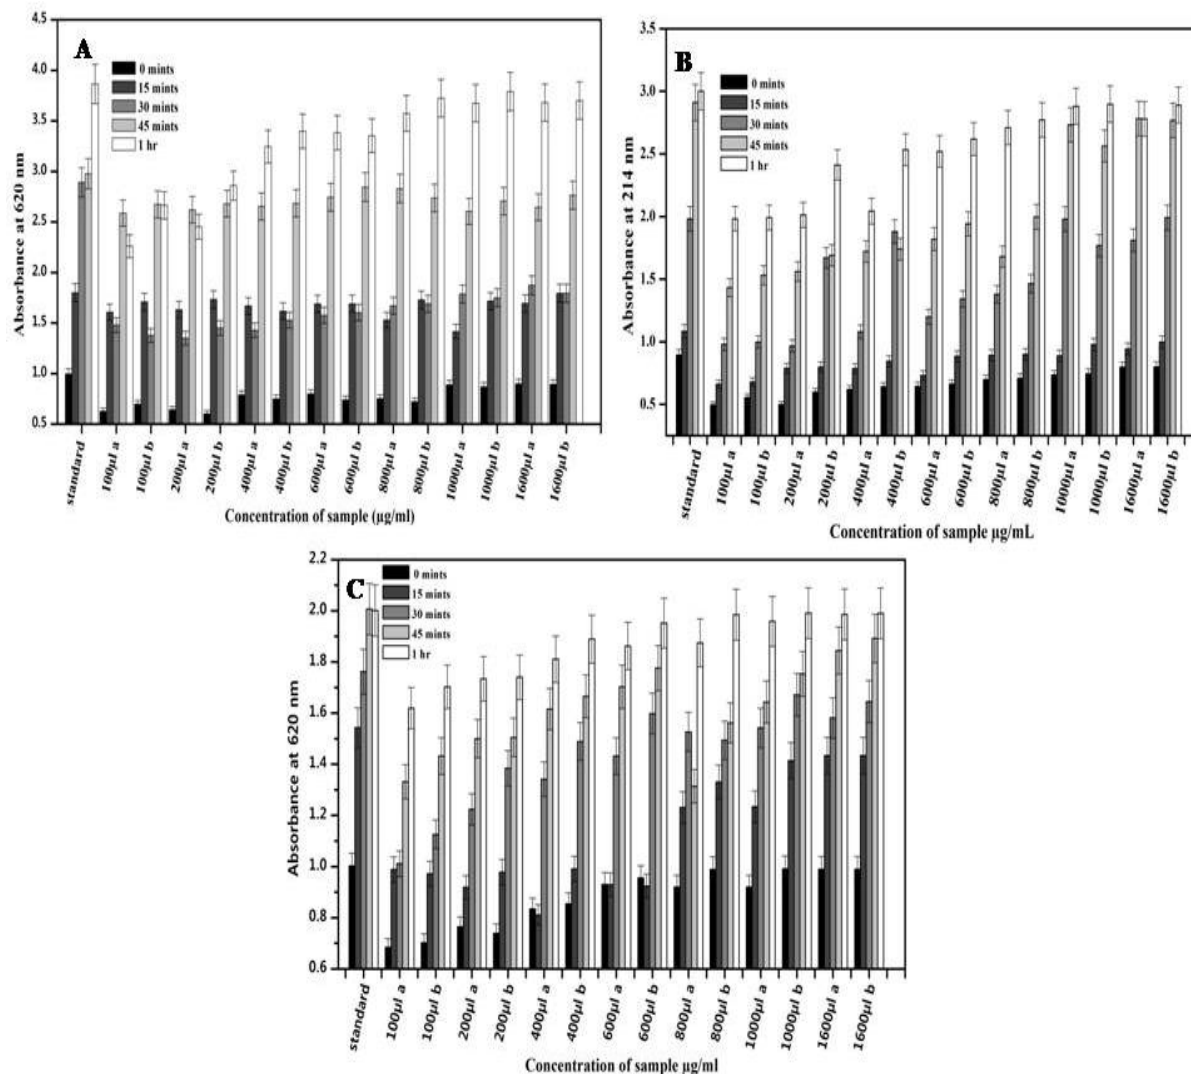 A
0 mints
15 mints
30 mints
45 mints
1 hr
4.5
4.0
3.5
3.0
2.5
2.0
1.5
1.0
0.5
Absorbance at 620 nm
standard
100µl a
100µl b
200µl a
200µl b
400µl a
400µl b
600µl a
600µl b
800µl a
800µl b
1000µl a
1000µl b
1600µl a
1600µl b
Concentration of sample (µg/ml)
B
0 mints
15 mints
30 mints
45 mints
1 hr
3.5
3.0
2.5
2.0
1.5
1.0
0.5
Absorbance at 214 nm
standard
100µl a
100µl b
200µl a
200µl b
400µl a
400µl b
600µl a
600µl b
800µl a
800µl b
1000µl a
1000µl b
1600µl a
1600µl b
Concentration of sample µg/mL
C
0 mints
15 mints
30 mints
45 mints
1 hr
2.2
2.0
1.8
1.6
1.4
1.2
1.0
0.8
0.6
Absorbance at 620 nm
standard
100µl a
100µl b
200µl a
200µl b
400µl a
400µl b
600µl a
600µl b
800µl a
800µl b
1000µl a
1000µl b
1600µl a
1600µl b
Concentration of sample µg/ml